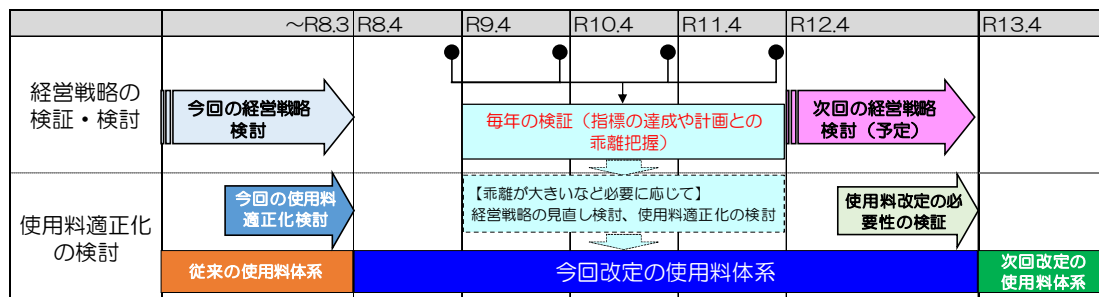 ～R8.3 R8.4 R9.4 R10.4 R11.4 R12.4 R13.4
経営戦略の
検証・検討
今回の経営戦略
検討
毎年の検証（指標の達成や計画との
乖離把握）
次回の経営戦略
検討（予定）
使用料適正化
の検討
今回の使用料
適正化検討
【乖離が大きいなど必要に応じて】
経営戦略の見直し検討、使用料適正化の検討
使用料改定の必
要性の検証
従来の使用料体系
今回改定の使用料体系
次回改定の
使用料体系